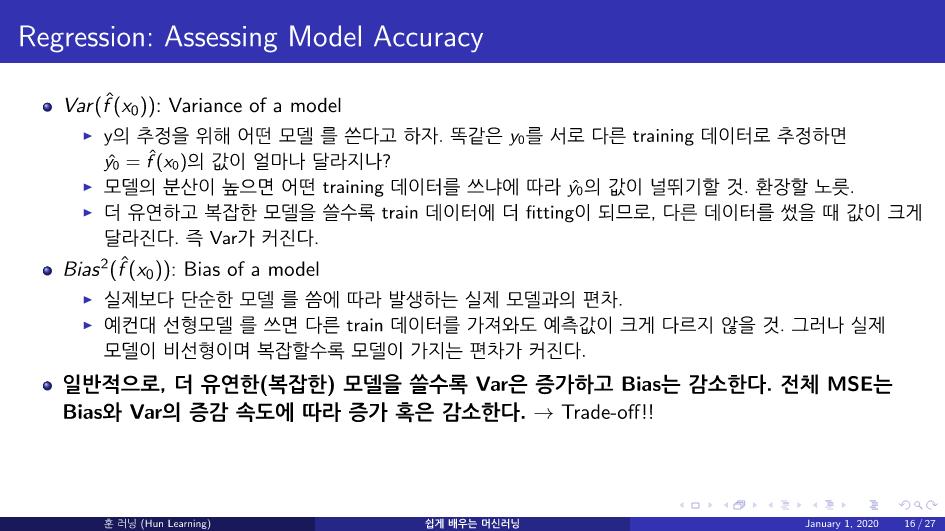 Regression: Assessing Model Accuracy
Var(f̂(x₀)): Variance of a model
y의 추정을 위해 어떤 모델 를 쓴다고 하자. 똑같은 y₀를 서로 다른 training 데이터로 추정하면
ŷ₀ = f̂(x₀)의 값이 얼마나 달라지나?
모델의 분산이 높으면 어떤 training 데이터를 쓰냐에 따라 ŷ₀의 값이 널뛰기할 것. 환장할 노릇.
더 유연하고 복잡한 모델을 쓸수록 train 데이터에 더 fitting이 되므로, 다른 데이터를 썼을 때 값이 크게
달라진다. 즉 Var가 커진다.
Bias²(f̂(x₀)): Bias of a model
실제보다 단순한 모델 를 씀에 따라 발생하는 실제 모델과의 편차.
예컨대 선형모델 를 쓰면 다른 train 데이터를 가져와도 예측값이 크게 다르지 않을 것. 그러나 실제
모델이 비선형이며 복잡할수록 모델이 가지는 편차가 커진다.
일반적으로, 더 유연한(복잡한) 모델을 쓸수록 Var은 증가하고 Bias는 감소한다. 전체 MSE는
Bias와 Var의 증감 속도에 따라 증가 혹은 감소한다. → Trade-off!!
훈 러닝 (Hun Learning) 쉽게 배우는 머신러닝 January 1, 2020 16 / 27